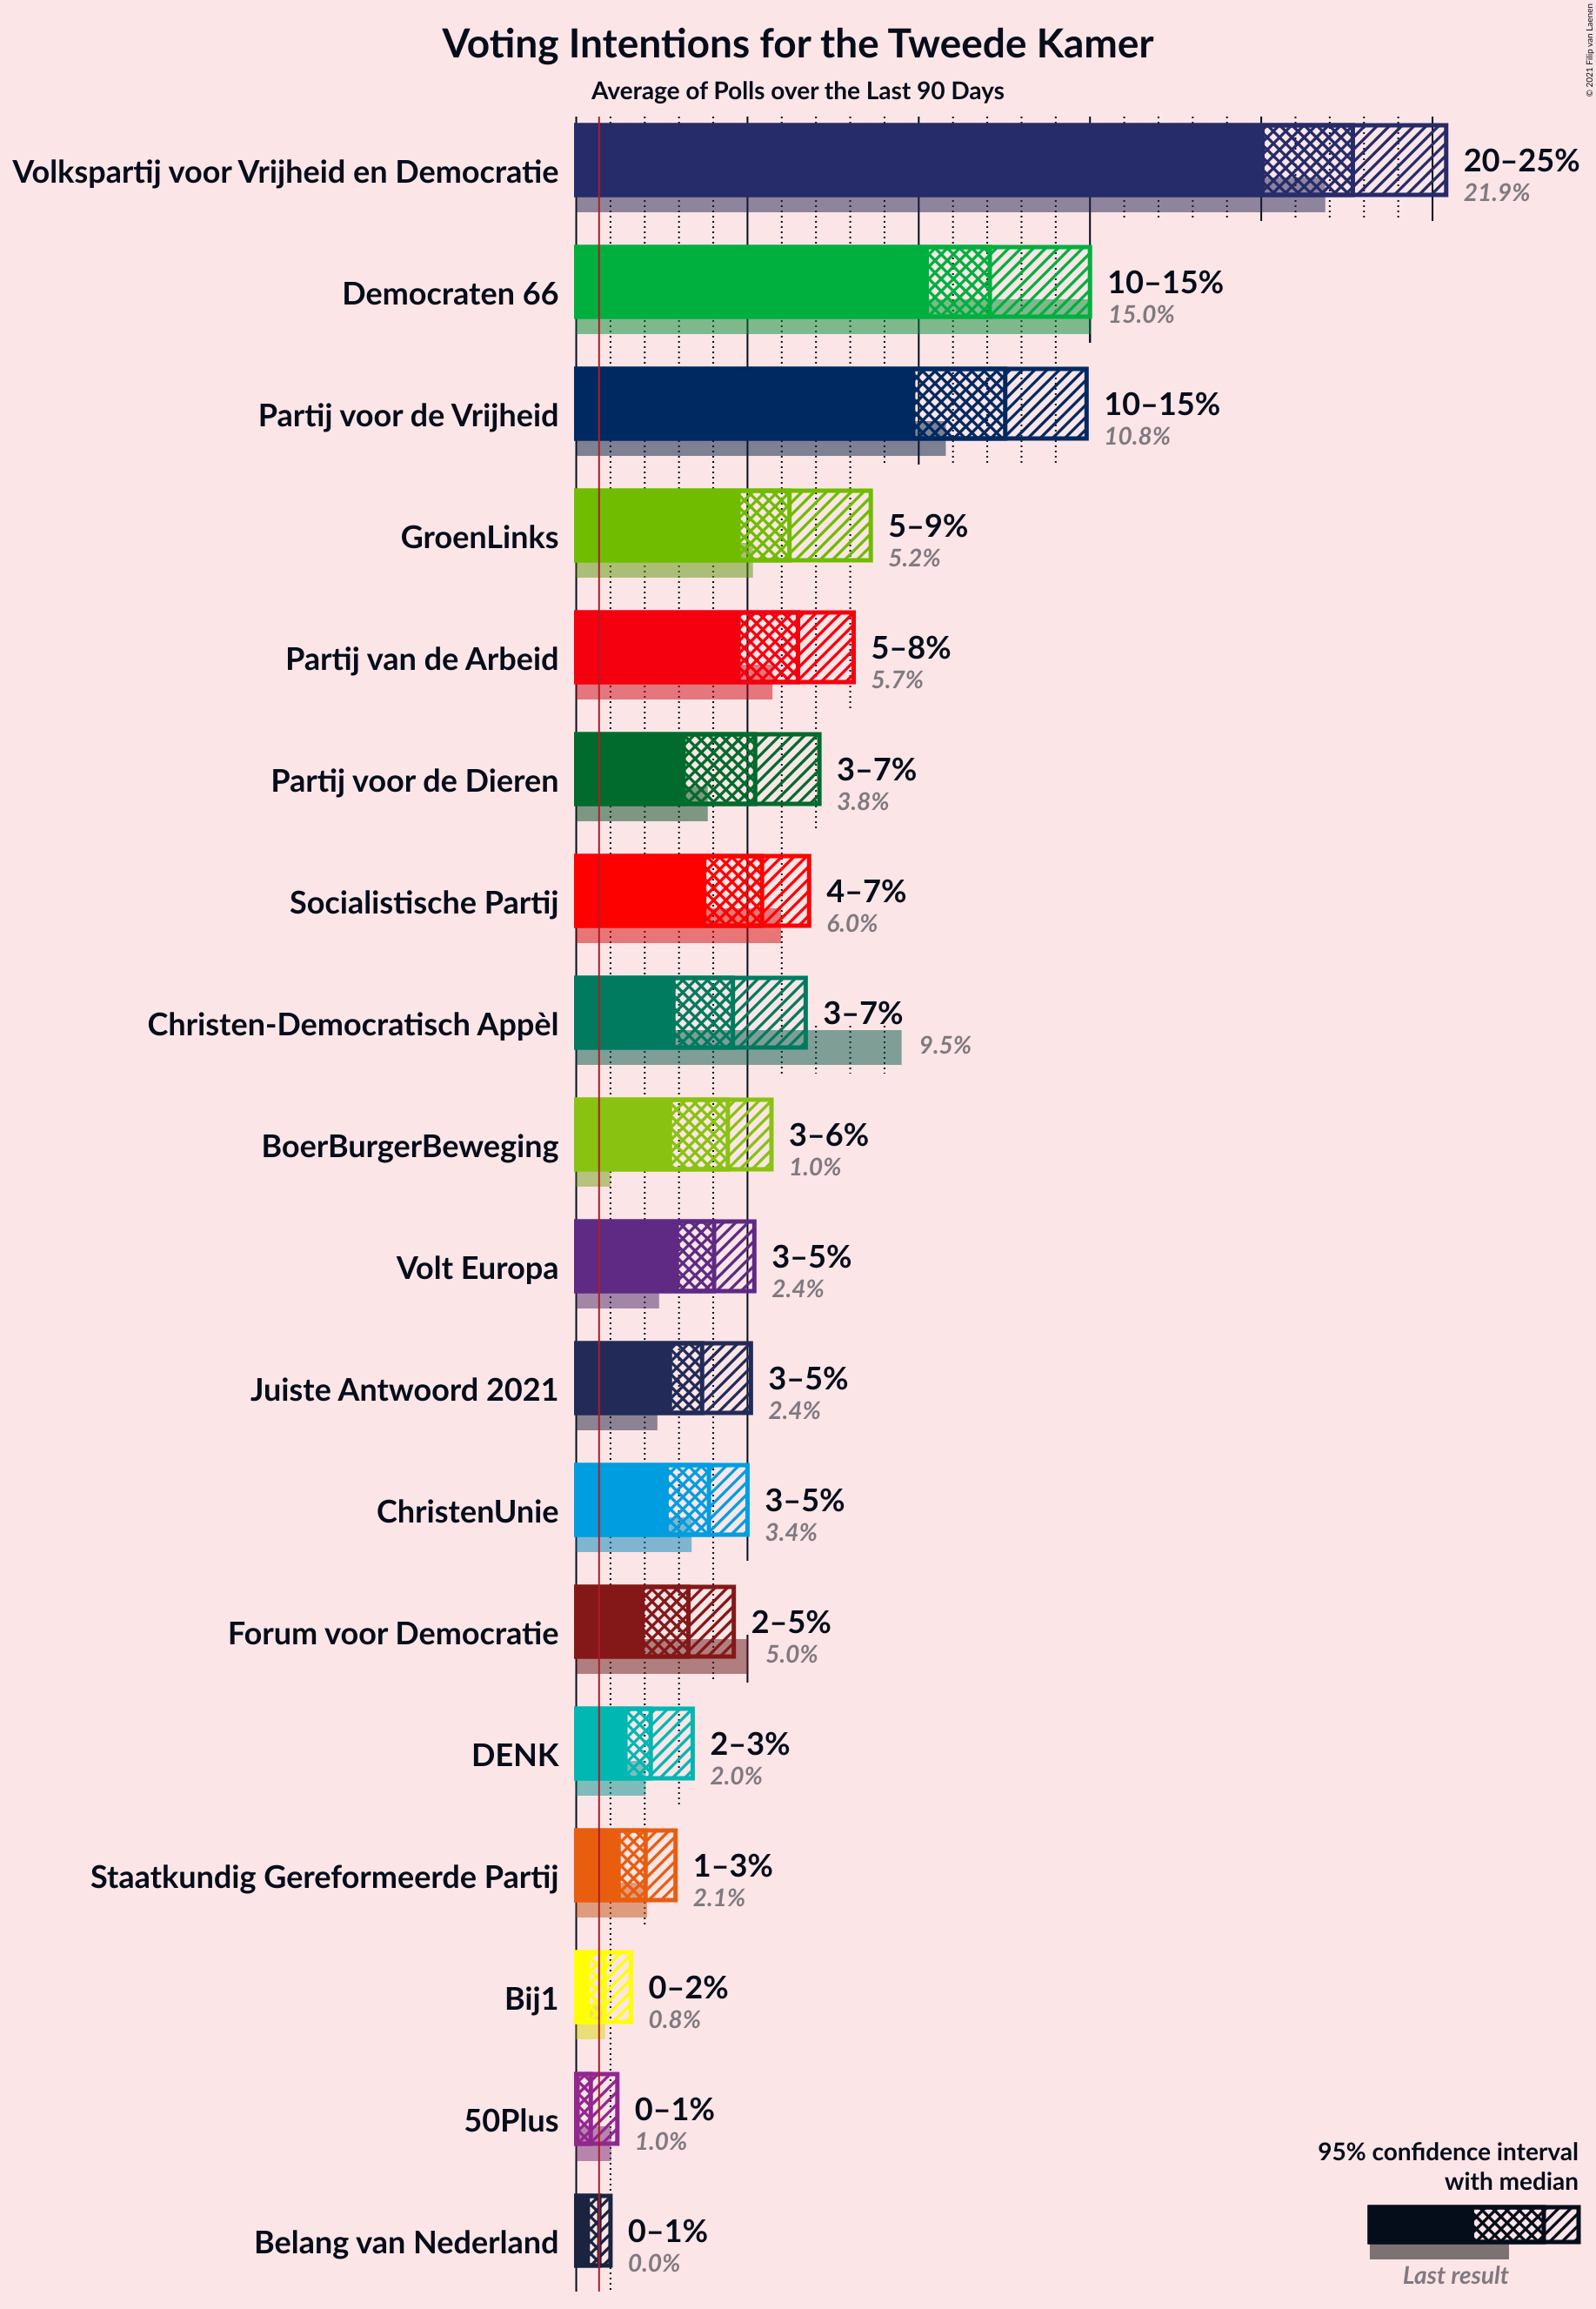 Voting Intentions for the Tweede Kamer
Average of Polls over the Last 90 Days
© 2021 Filip van Laenen
Volkspartij voor Vrijheid en Democratie
20–25%
21.9%
Democraten 66
10–15%
15.0%
Partij voor de Vrijheid
10–15%
10.8%
GroenLinks
5–9%
5.2%
Partij van de Arbeid
5–8%
5.7%
Partij voor de Dieren
3–7%
3.8%
Socialistische Partij
4–7%
6.0%
Christen-Democratisch Appèl
3–7%
9.5%
BoerBurgerBeweging
3–6%
1.0%
Volt Europa
3–5%
2.4%
Juiste Antwoord 2021
3–5%
2.4%
ChristenUnie
3–5%
3.4%
Forum voor Democratie
2–5%
5.0%
DENK
2–3%
2.0%
Staatkundig Gereformeerde Partij
1–3%
2.1%
Bij1
0–2%
0.8%
50Plus
0–1%
1.0%
Belang van Nederland
0–1%
0.0%
95% confidence interval
with median
Last result